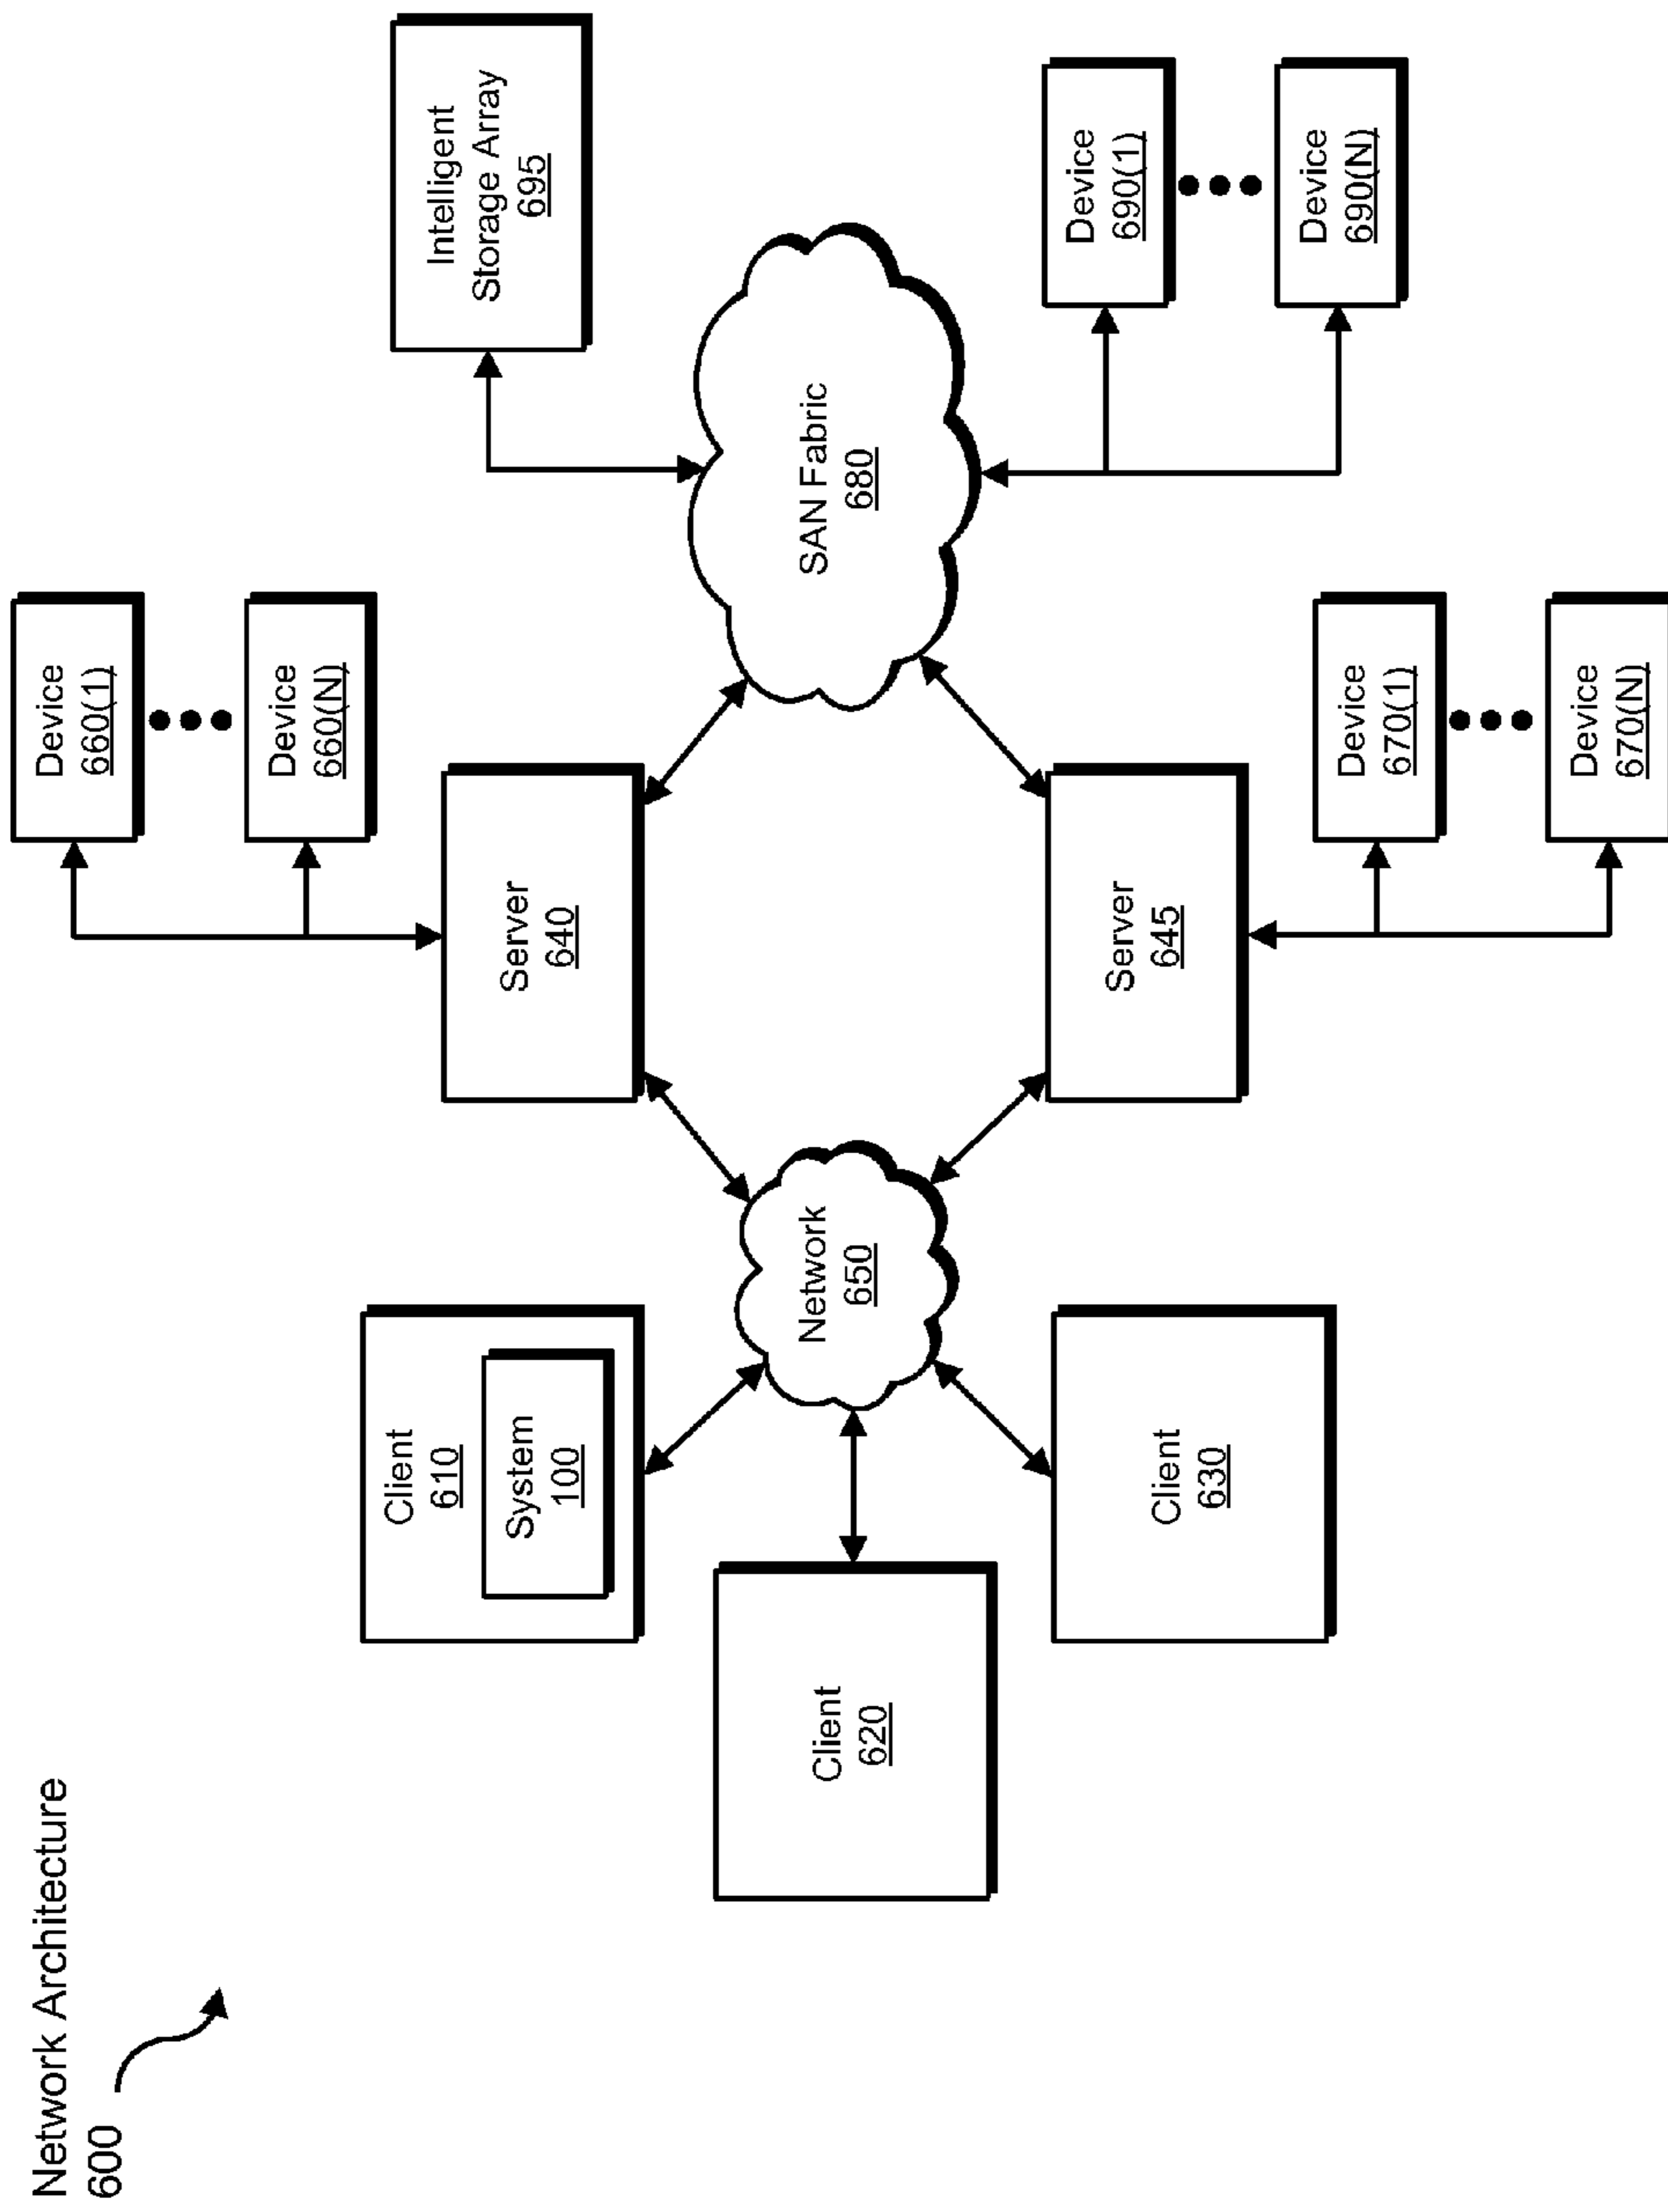 Network Architecture
600
Client
610
System
100
Client
620
Client
630
Network
650
Server
640
Server
645
Device
660(1)
Device
660(N)
Device
670(1)
Device
670(N)
SAN Fabric
680
Intelligent
Storage Array
695
Device
690(1)
Device
690(N)